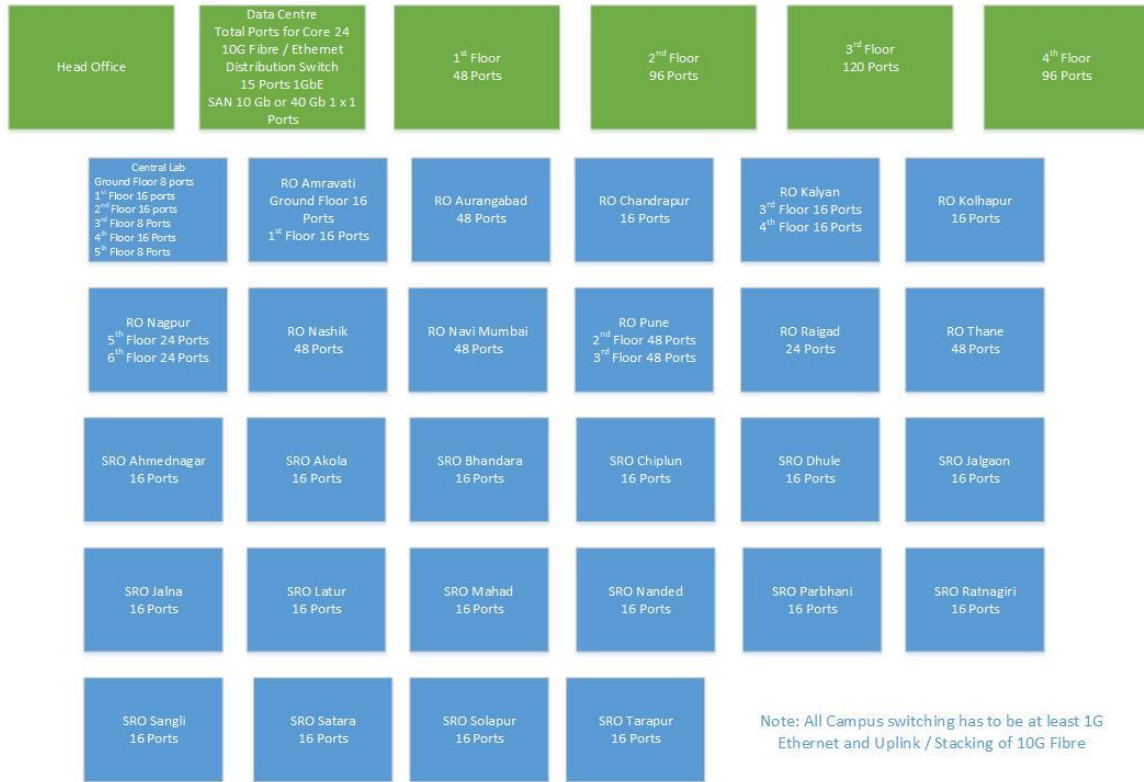 Head Office
Data Centre
Total Ports for Core 24
10G Fibre / Ethernet
Distribution Switch
15 Ports 1GbE
SAN 10 Gb or 40 Gb 1 x 1
Ports
1st Floor
48 Ports
2nd Floor
96 Ports
3rd Floor
120 Ports
4th Floor
96 Ports
Central Lab
Ground Floor 8 ports
1st Floor 16 ports
2nd Floor 16 ports
3rd Floor 8 Ports
4th Floor 16 Ports
5th Floor 8 Ports
RO Amravati
Ground Floor 16
Ports
1st Floor 16 Ports
RO Aurangabad
48 Ports
RO Chandrapur
16 Ports
RO Kalyan
3rd Floor 16 Ports
4th Floor 16 Ports
RO Kolhapur
16 Ports
RO Nagpur
5th Floor 24 Ports
6th Floor 24 Ports
RO Nashik
48 Ports
RO Navi Mumbai
48 Ports
RO Pune
2nd Floor 48 Ports
3rd Floor 48 Ports
RO Raigad
24 Ports
RO Thane
48 Ports
SRO Ahmednagar
16 Ports
SRO Akola
16 Ports
SRO Bhandara
16 Ports
SRO Chiplun
16 Ports
SRO Dhule
16 Ports
SRO Jalgaon
16 Ports
SRO Jalna
16 Ports
SRO Latur
16 Ports
SRO Mahad
16 Ports
SRO Nanded
16 Ports
SRO Parbhani
16 Ports
SRO Ratnagiri
16 Ports
SRO Sangli
16 Ports
SRO Satara
16 Ports
SRO Solapur
16 Ports
SRO Tarapur
16 Ports
Note: All Campus switching has to be at least 1G
Ethernet and Uplink / Stacking of 10G Fibre